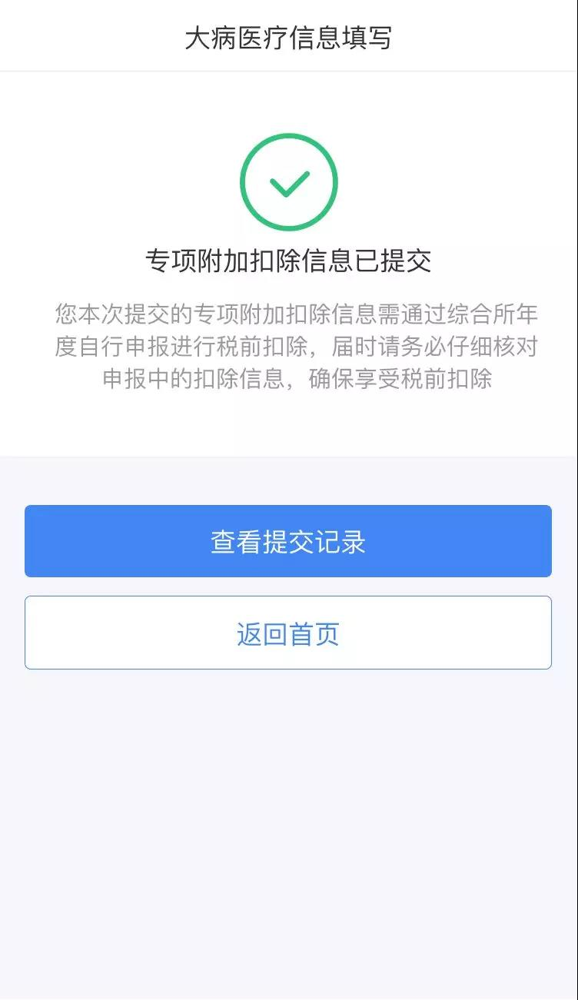 大病医疗信息填写
专项附加扣除信息已提交
您本次提交的专项附加扣除信息需通过综合所年
度自行申报进行税前扣除，届时请务必仔细核对
申报中的扣除信息，确保享受税前扣除
查看提交记录
返回首页